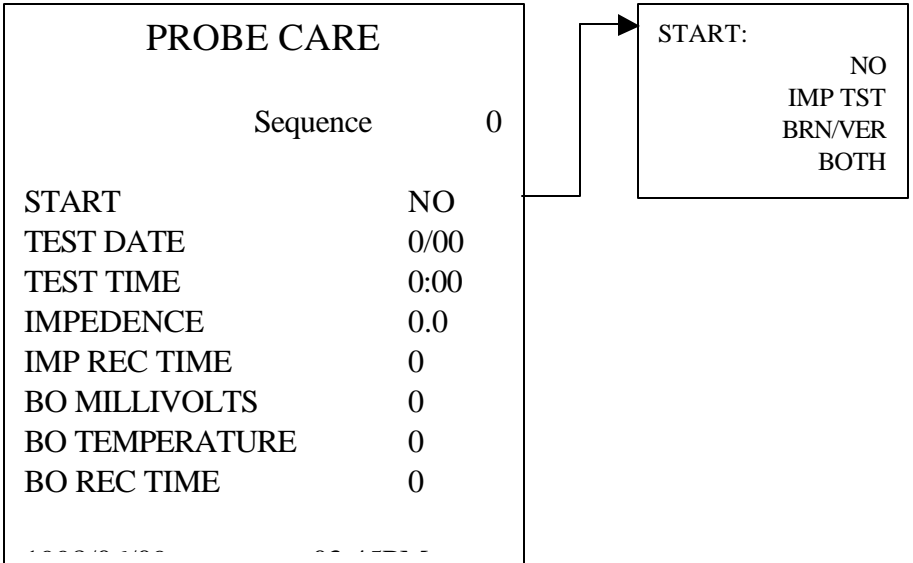 PROBE CARE
Sequence 0
START NO
TEST DATE 0/00
TEST TIME 0:00
IMPEDENCE 0.0
IMP REC TIME 0
BO MILLIVOLTS 0
BO TEMPERATURE 0
BO REC TIME 0
START:
NO
IMP TST
BRN/VER
BOTH